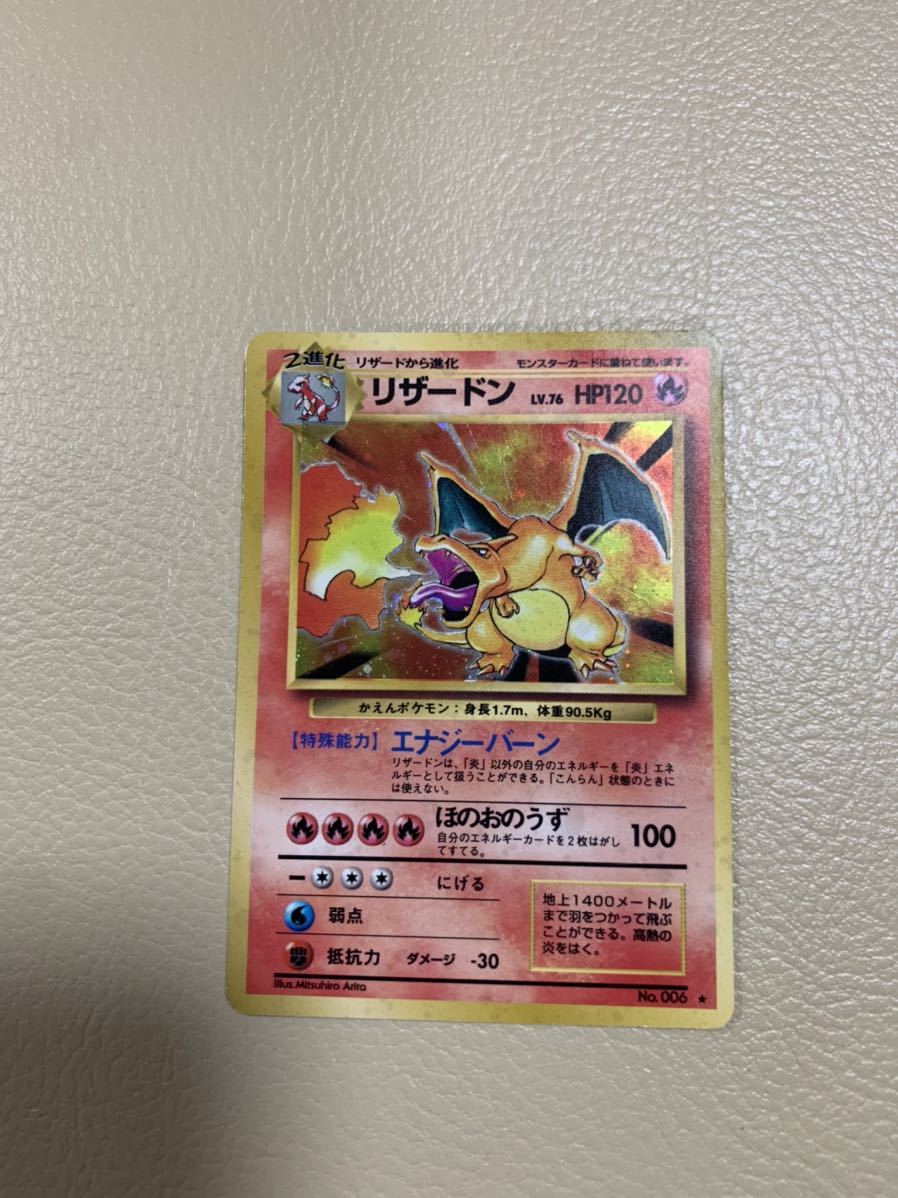 2進化 リザードから進化 モンスターカードに重ねて使います。
リザードン LV.76 HP120
かえんポケモン：身長1.7m、体重90.5Kg
【特殊能力】エナジーバーン
リザードンは、「炎」以外の自分のエネルギーを「炎」エネ
ルギーとして扱うことができる。「こんらん」状態のときに
は使えない。
ほのおのうず 100
自分のエネルギーカードを2枚はがし
てすてる。
にげる
弱点
抵抗力 ダメージ -30
地上1400メートル
まで羽をつかって飛ぶ
ことができる。高熱の
炎をはく。
Illus.Mitsuhiro Arita
No. 006 ★